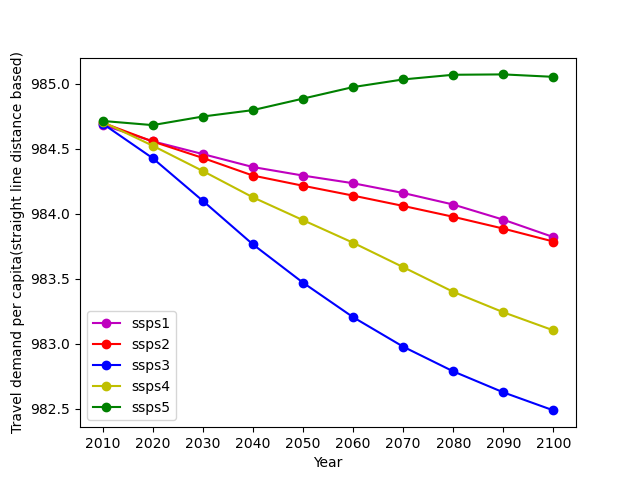 Travel demand per capita(straight line distance based)
985.0
984.5
984.0
983.5
983.0
982.5
ssps1
ssps2
ssps3
ssps4
ssps5
2010 2020 2030 2040 2050 2060 2070 2080 2090 2100
Year